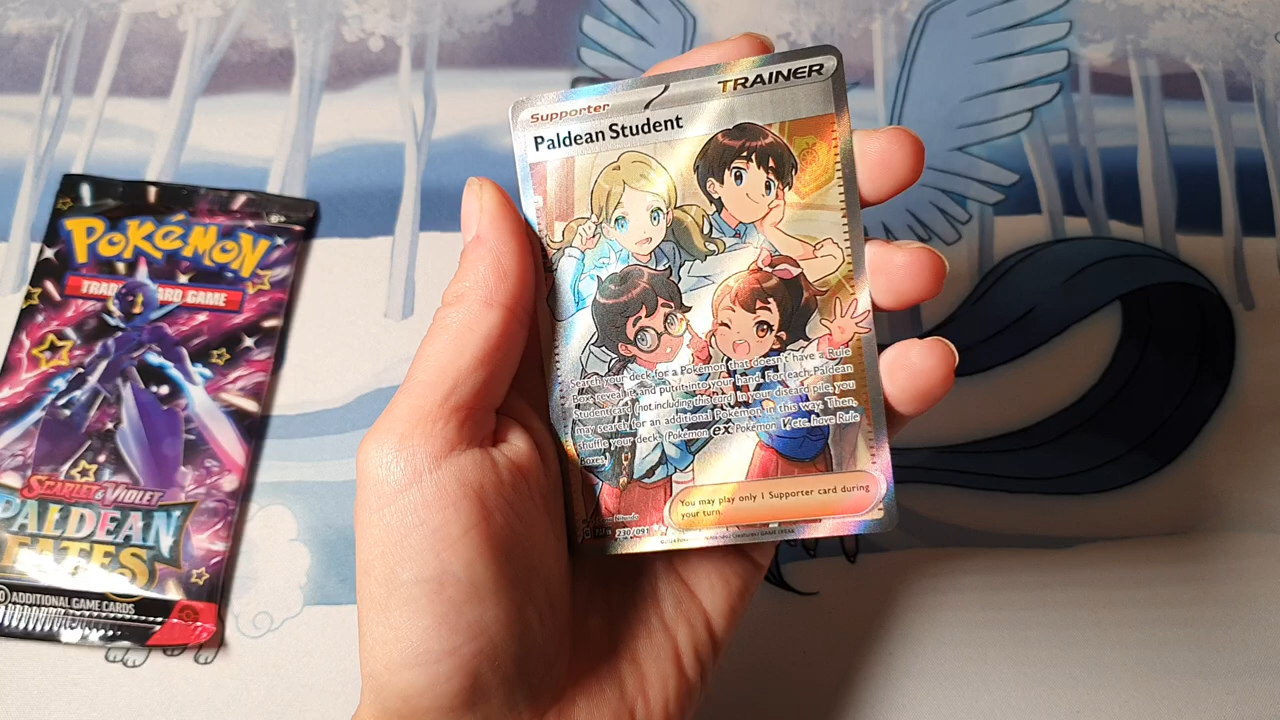 POKÉMON
TRADING CARD GAME
SCARLET & VIOLET
PALDEAN
FATES
10 ADDITIONAL GAME CARDS
Supporter
TRAINER
Paldean Student
Search your deck for a Pokémon that doesn't have a Rule
Box, reveal it, and put it into your hand. For each Paldean
Student card (not including this card) in your discard pile, you
may search for an additional Pokémon in this way. Then,
shuffle your deck. (Pokémon ex, Pokémon V, etc. have Rule
Boxes.)
You may play only 1 Supporter card during
your turn.
230/091